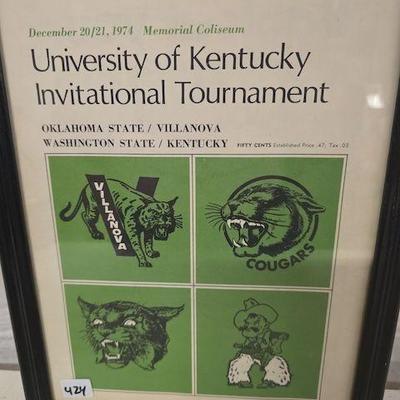 December 20/21, 1974 Memorial Coliseum
University of Kentucky
Invitational Tournament
OKLAHOMA STATE / VILLANOVA
WASHINGTON STATE / KENTUCKY FIFTY CENTS Established Price .47; Tax .03
VILLANOVA
COUGARS
424